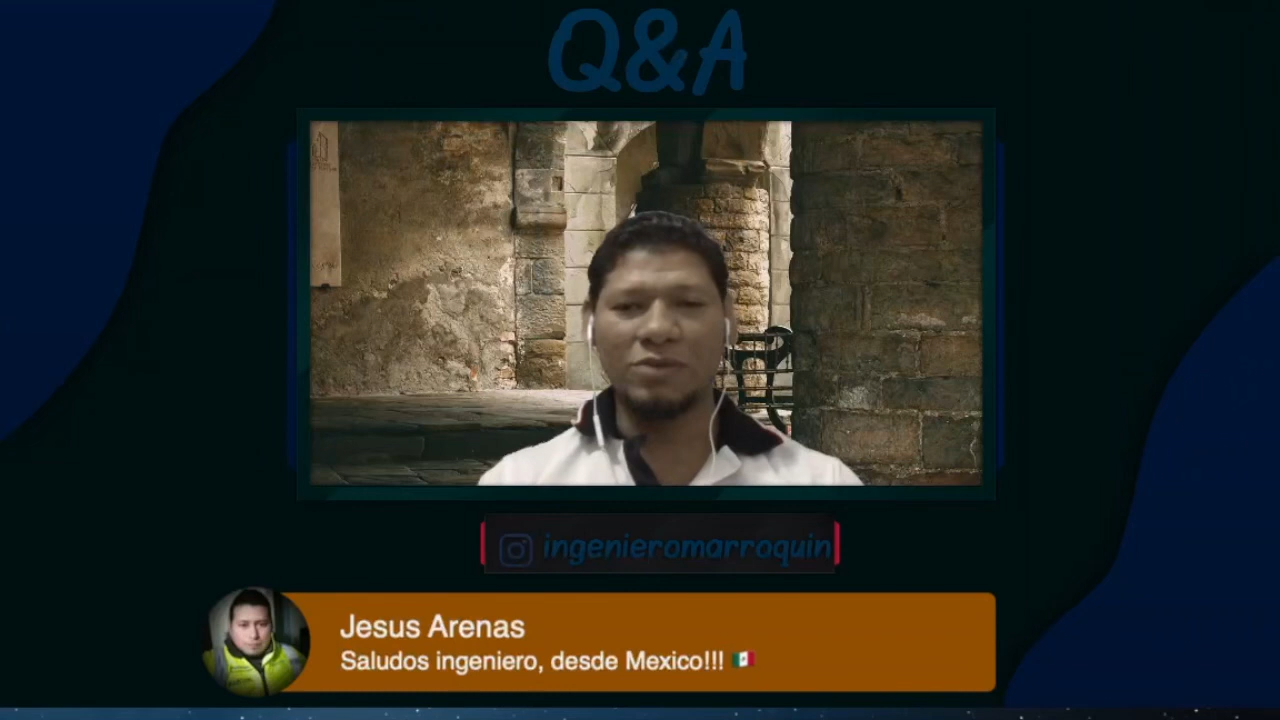 Q&A
ingenieromarroquin
Jesus Arenas
Saludos ingeniero, desde Mexico!!! 🇲🇽